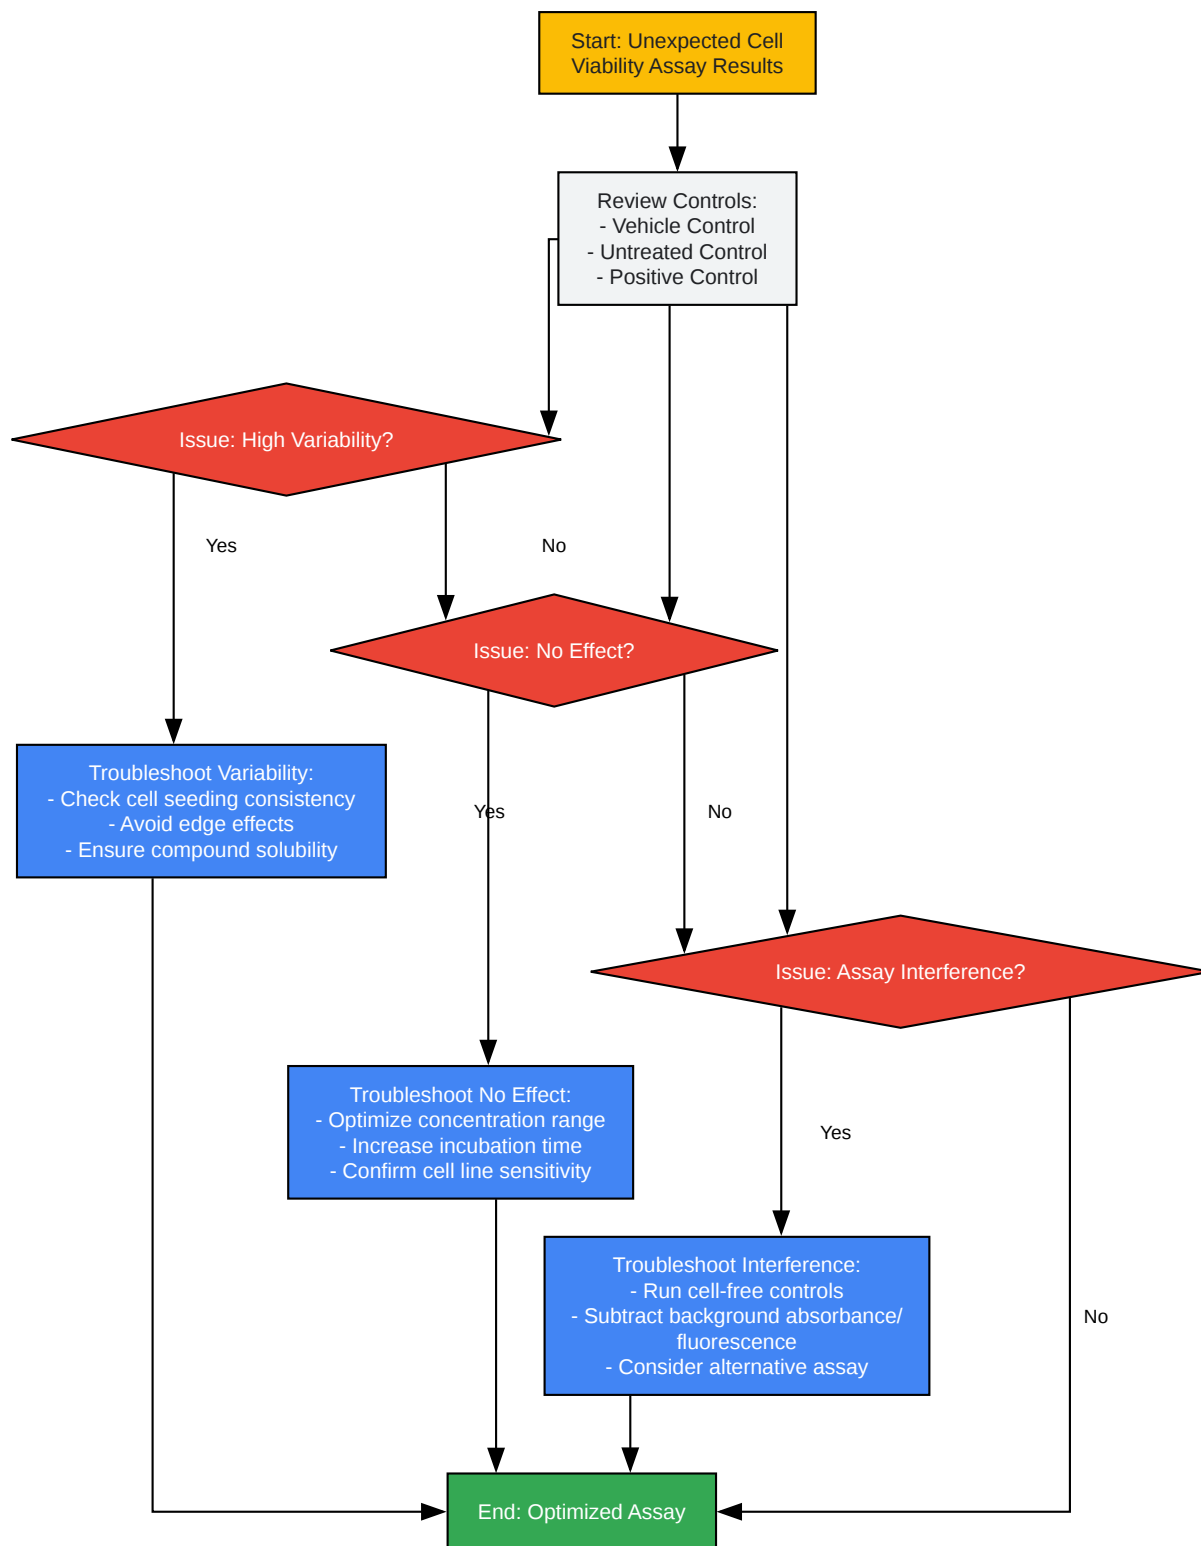 Start: Unexpected Cell
Viability Assay Results
Review Controls:
- Vehicle Control
- Untreated Control
- Positive Control
Issue: High Variability?
Yes
No
Issue: No Effect?
Troubleshoot Variability:
- Check cell seeding consistency
- Avoid edge effects
- Ensure compound solubility
Yes
No
Issue: Assay Interference?
Troubleshoot No Effect:
- Optimize concentration range
- Increase incubation time
- Confirm cell line sensitivity
Yes
Troubleshoot Interference:
- Run cell-free controls
- Subtract background absorbance/
fluorescence
- Consider alternative assay
No
End: Optimized Assay